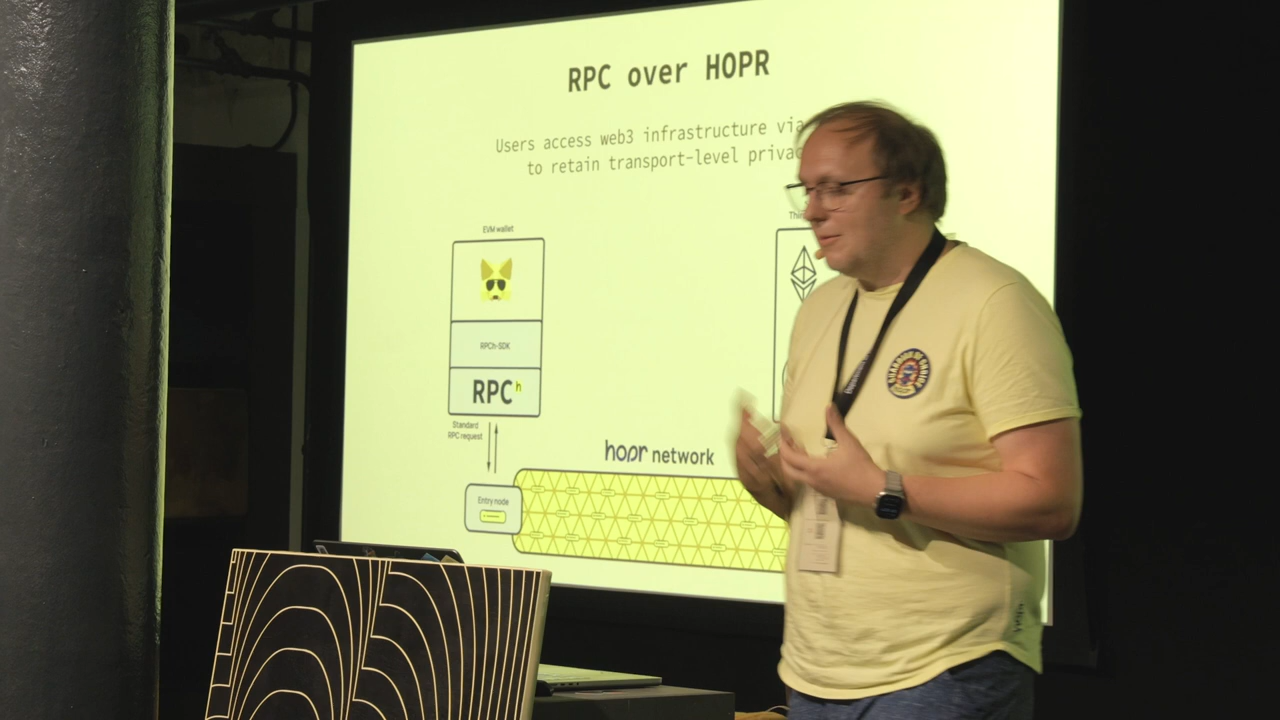 RPC over HOPR
Users access web3 infrastructure via
to retain transport-level privac
EVM wallet
RPCh-SDK
RPCh
Standard
RPC request
hopr network
Entry node